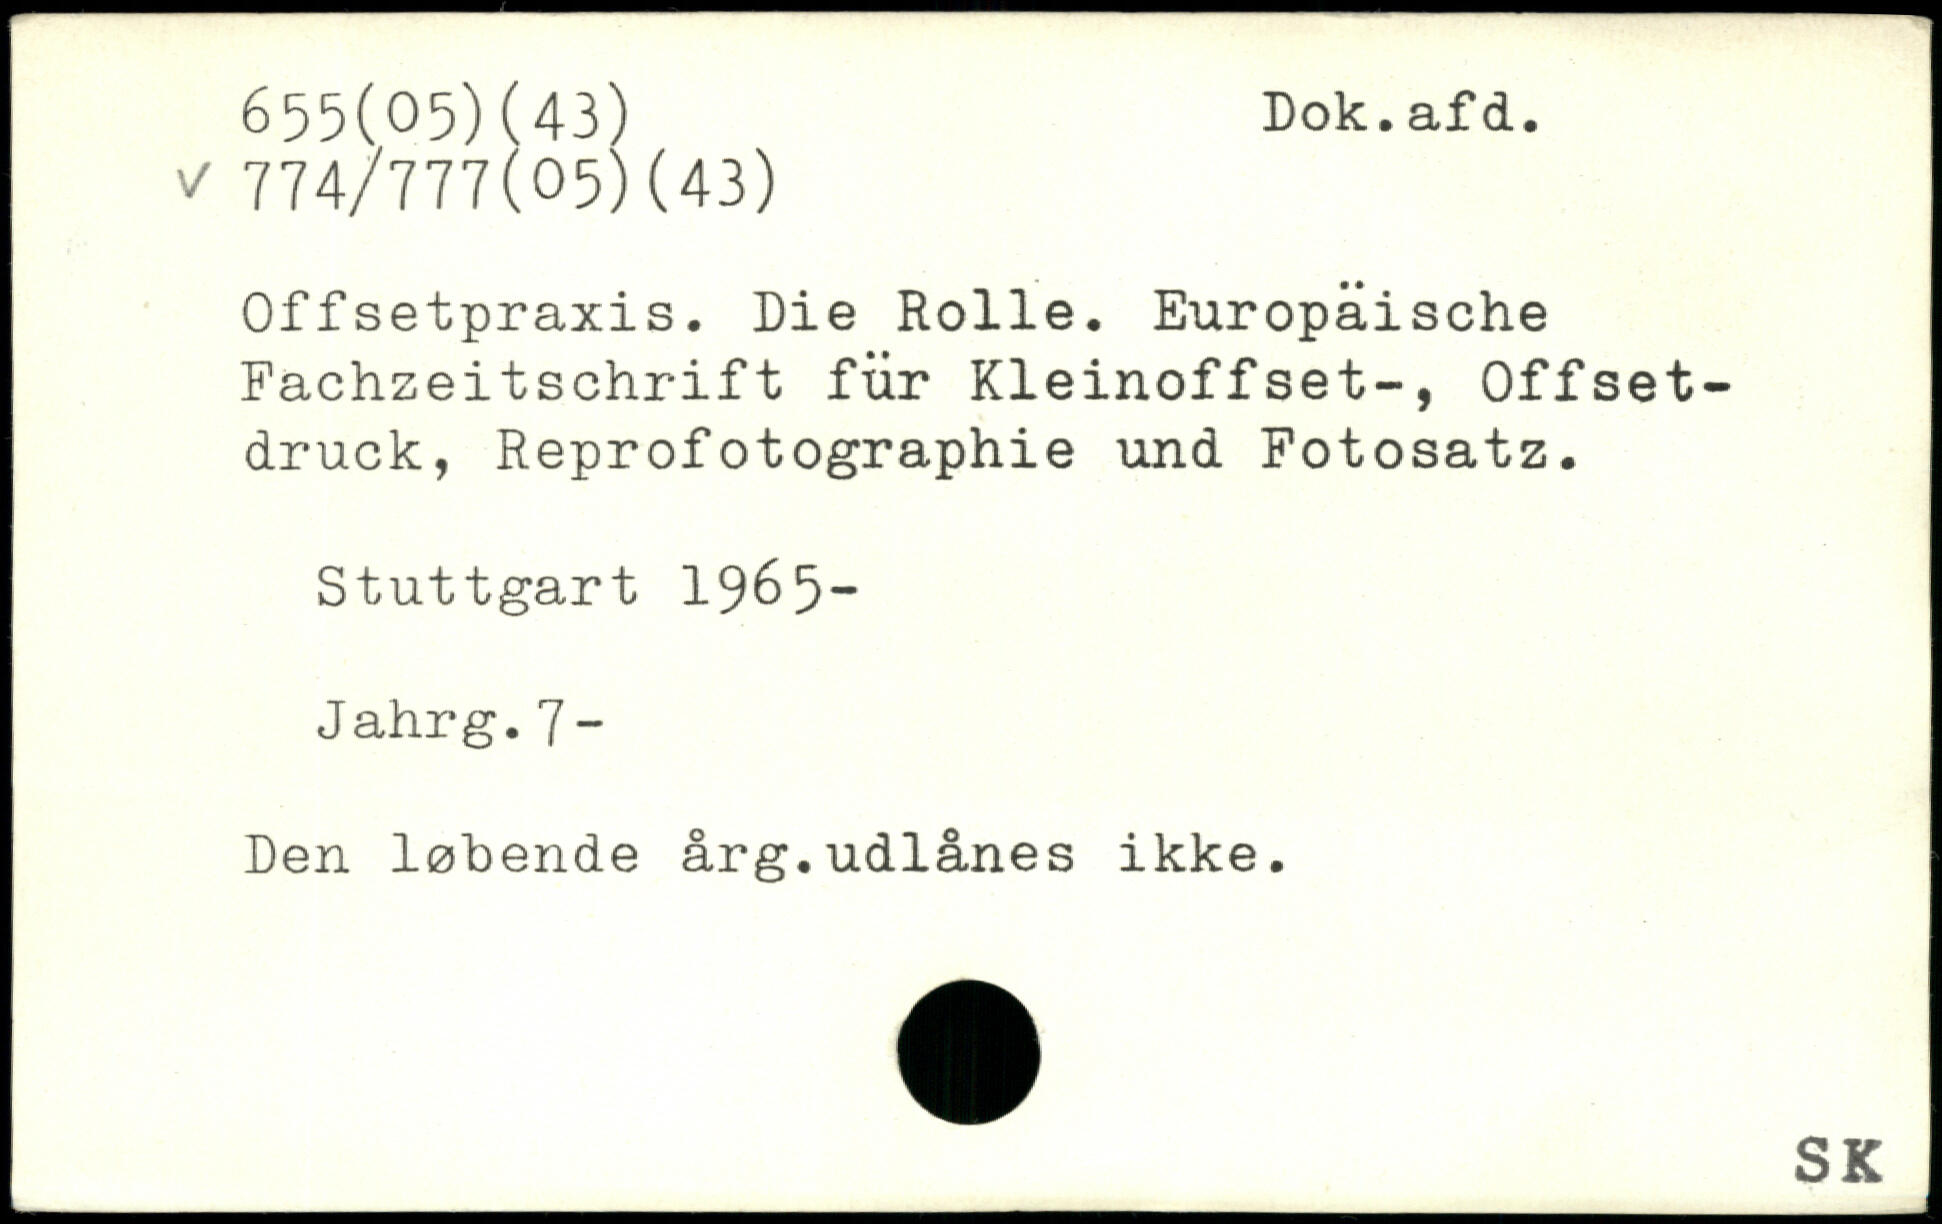 655(05)(43) Dok.afd.
✓ 774/777(05)(43)
Offsetpraxis. Die Rolle. Europäische
Fachzeitschrift für Kleinoffset-, Offset-
druck, Reprofotographie und Fotosatz.
Stuttgart 1965-
Jahrg.7-
Den løbende årg.udlånes ikke.
SK